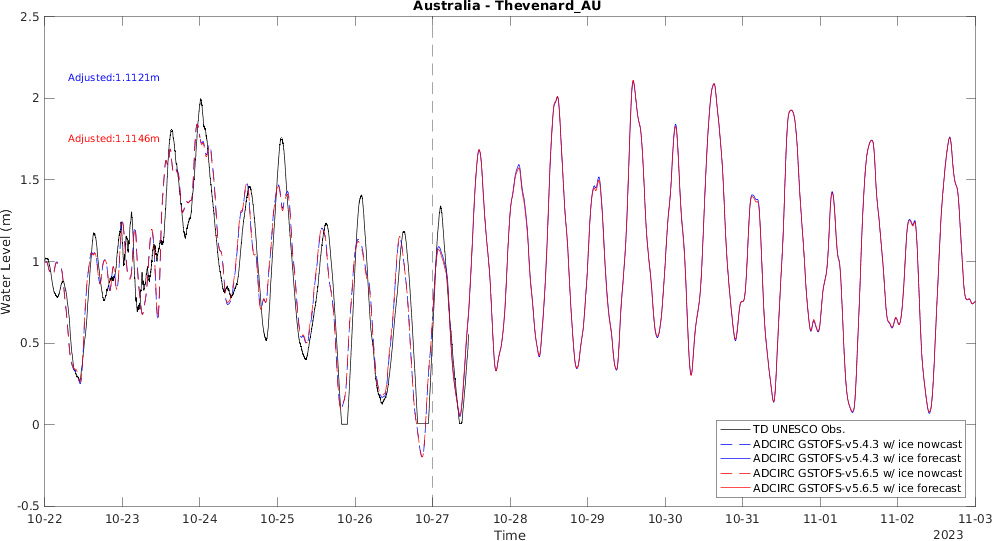 Australia - Thevenard_AU
2.5
2
1.5
1
0.5
0
-0.5
Water Level (m)
Adjusted:1.1121m
Adjusted:1.1146m
TD UNESCO Obs.
ADCIRC GSTOFS-v5.4.3 w/ ice nowcast
ADCIRC GSTOFS-v5.4.3 w/ ice forecast
ADCIRC GSTOFS-v5.6.5 w/ ice nowcast
ADCIRC GSTOFS-v5.6.5 w/ ice forecast
10-22 10-23 10-24 10-25 10-26 10-27 10-28 10-29 10-30 10-31 11-01 11-02 11-03
Time
2023